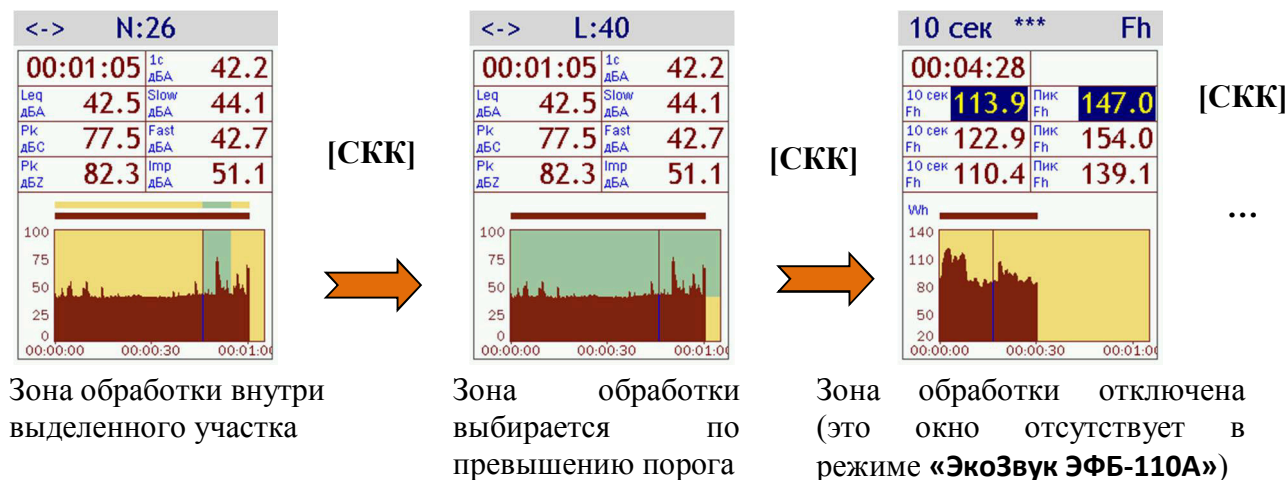 <-> N:26
00:01:05 1с дБА 42.2
Leq дБА 42.5 Slow дБА 44.1
Pk дБС 77.5 Fast дБА 42.7
Pk дБZ 82.3 Imp дБА 51.1
100
75
50
25
0
00:00:00 00:00:30 00:01:0
Зона обработки внутри
выделенного участка
[СКК]
<-> L:40
00:01:05 1с дБА 42.2
Leq дБА 42.5 Slow дБА 44.1
Pk дБС 77.5 Fast дБА 42.7
Pk дБZ 82.3 Imp дБА 51.1
100
75
50
25
0
00:00:00 00:00:30 00:01:0
Зона обработки
выбирается по
превышению порога
[СКК]
10 сек *** Fh
00:04:28
10 сек Fh 113.9 Пик Fh 147.0
10 сек Fh 122.9 Пик Fh 154.0
10 сек Fh 110.4 Пик Fh 139.1
Wh
140
110
80
50
20
00:00:00 00:00:30 00:01:0
Зона обработки отключена
(это окно отсутствует в
режиме «ЭкоЗвук ЭФБ-110А»)
[СКК]
...